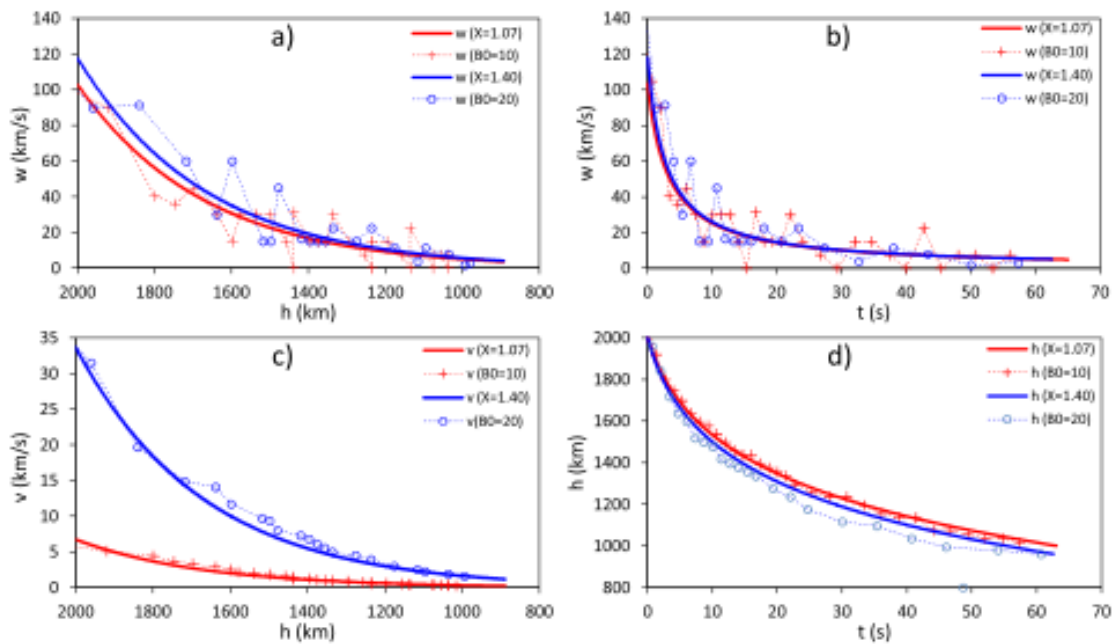 a)
w (km/s)
140
120
100
80
60
40
20
0
2000 1800 1600 1400 1200 1000 800
h (km)
w (X=1.07)
w (B0=10)
w (X=1.40)
w (B0=20)
b)
w (km/s)
140
120
100
80
60
40
20
0
0 10 20 30 40 50 60 70
t (s)
w (X=1.07)
w (B0=10)
w (X=1.40)
w (B0=20)
c)
v (km/s)
35
30
25
20
15
10
5
0
2000 1800 1600 1400 1200 1000 800
h (km)
v (X=1.07)
v (B0=10)
v (X=1.40)
v(B0=20)
d)
h (km)
2000
1800
1600
1400
1200
1000
800
0 10 20 30 40 50 60 70
t (s)
h (X=1.07)
h (B0=10)
h (X=1.40)
h (B0=20)